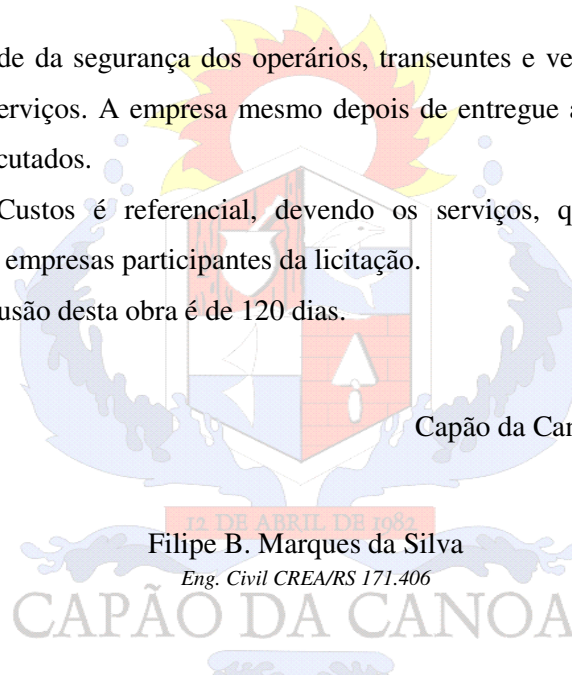 de da segurança dos operários, transeuntes e ve
erviços. A empresa mesmo depois de entregue a
cutados.
Custos é referencial, devendo os serviços, q
empresas participantes da licitação.
usão desta obra é de 120 dias.
Capão da Can
12 DE ABRIL DE 1982
Filipe B. Marques da Silva
Eng. Civil CREA/RS 171.406
CAPÃO DA CANOA